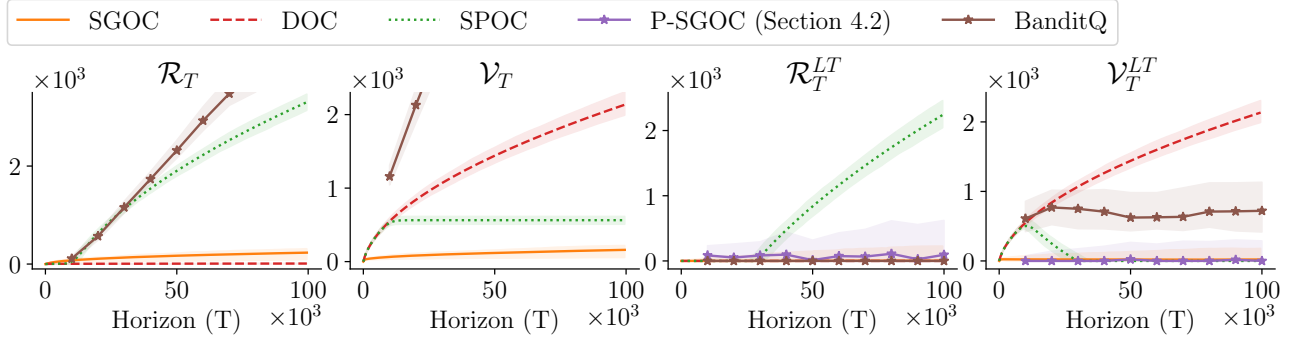 SGOC DOC SPOC P-SGOC (Section 4.2) BanditQ
×10³ R_T ×10³ V_T ×10³ R_T^{LT} ×10³ V_T^{LT}
2
0
2
1
0
2
1
0
2
1
0
0 50 100 0 50 100 0 50 100 0 50 100
Horizon (T) ×10³ Horizon (T) ×10³ Horizon (T) ×10³ Horizon (T) ×10³